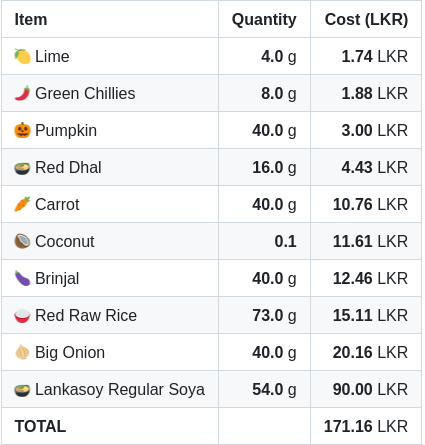 Item Quantity Cost (LKR)
Lime 4.0 g 1.74 LKR
Green Chillies 8.0 g 1.88 LKR
Pumpkin 40.0 g 3.00 LKR
Red Dhal 16.0 g 4.43 LKR
Carrot 40.0 g 10.76 LKR
Coconut 0.1 11.61 LKR
Brinjal 40.0 g 12.46 LKR
Red Raw Rice 73.0 g 15.11 LKR
Big Onion 40.0 g 20.16 LKR
Lankasoy Regular Soya 54.0 g 90.00 LKR
TOTAL 171.16 LKR